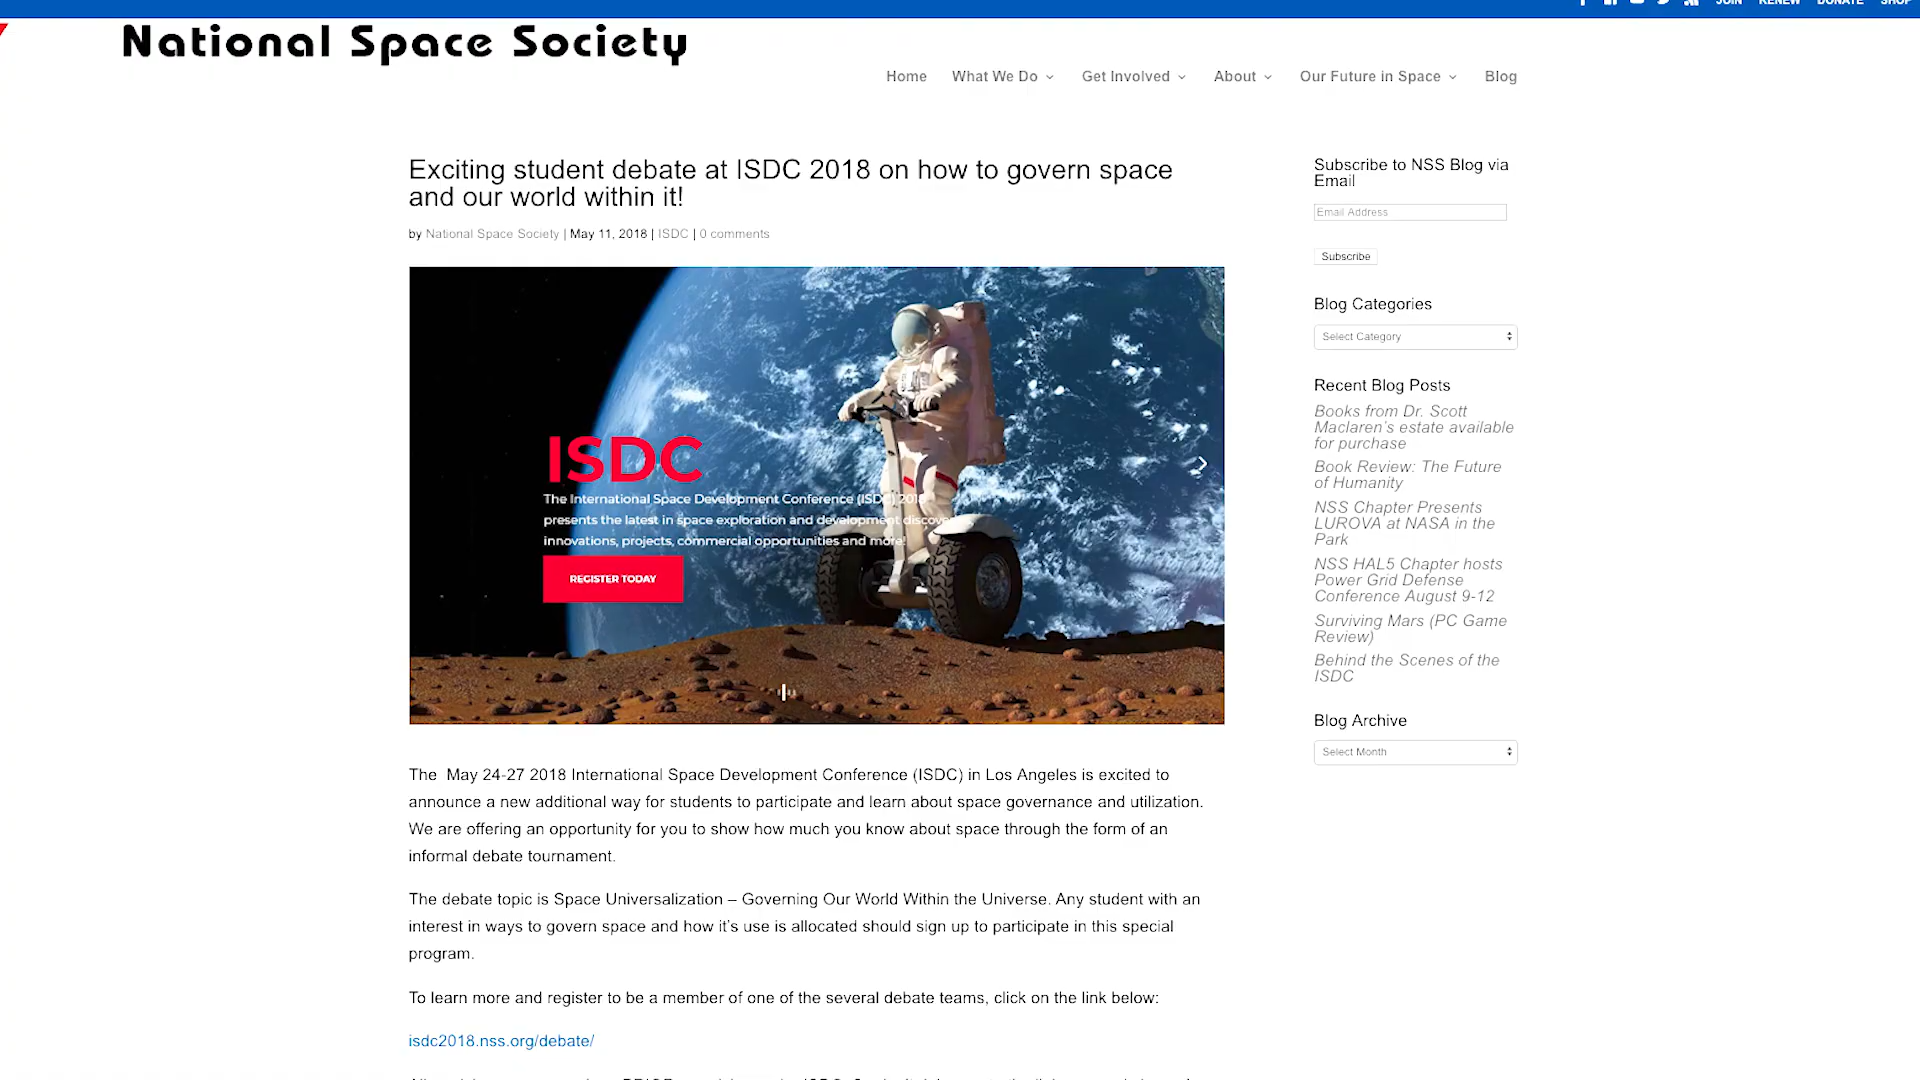 JOIN RENEW DONATE SHOP
National Space Society
Home What We Do Get Involved About Our Future in Space Blog
Exciting student debate at ISDC 2018 on how to govern space
and our world within it!
by National Space Society | May 11, 2018 | ISDC | 0 comments
ISDC
The International Space Development Conference (ISDC) 2018
presents the latest in space exploration and development
innovations, projects, commercial opportunities and more!
REGISTER TODAY
The May 24-27 2018 International Space Development Conference (ISDC) in Los Angeles is excited to
announce a new additional way for students to participate and learn about space governance and utilization.
We are offering an opportunity for you to show how much you know about space through the form of an
informal debate tournament.
The debate topic is Space Universalization – Governing Our World Within the Universe. Any student with an
interest in ways to govern space and how it's use is allocated should sign up to participate in this special
program.
To learn more and register to be a member of one of the several debate teams, click on the link below:
isdc2018.nss.org/debate/
Subscribe to NSS Blog via
Email
Email Address
Subscribe
Blog Categories
Select Category
Recent Blog Posts
Books from Dr. Scott
Maclaren's estate available
for purchase
Book Review: The Future
of Humanity
NSS Chapter Presents
LUROVA at NASA in the
Park
NSS HAL5 Chapter hosts
Power Grid Defense
Conference August 9-12
Surviving Mars (PC Game
Review)
Behind the Scenes of the
ISDC
Blog Archive
Select Month